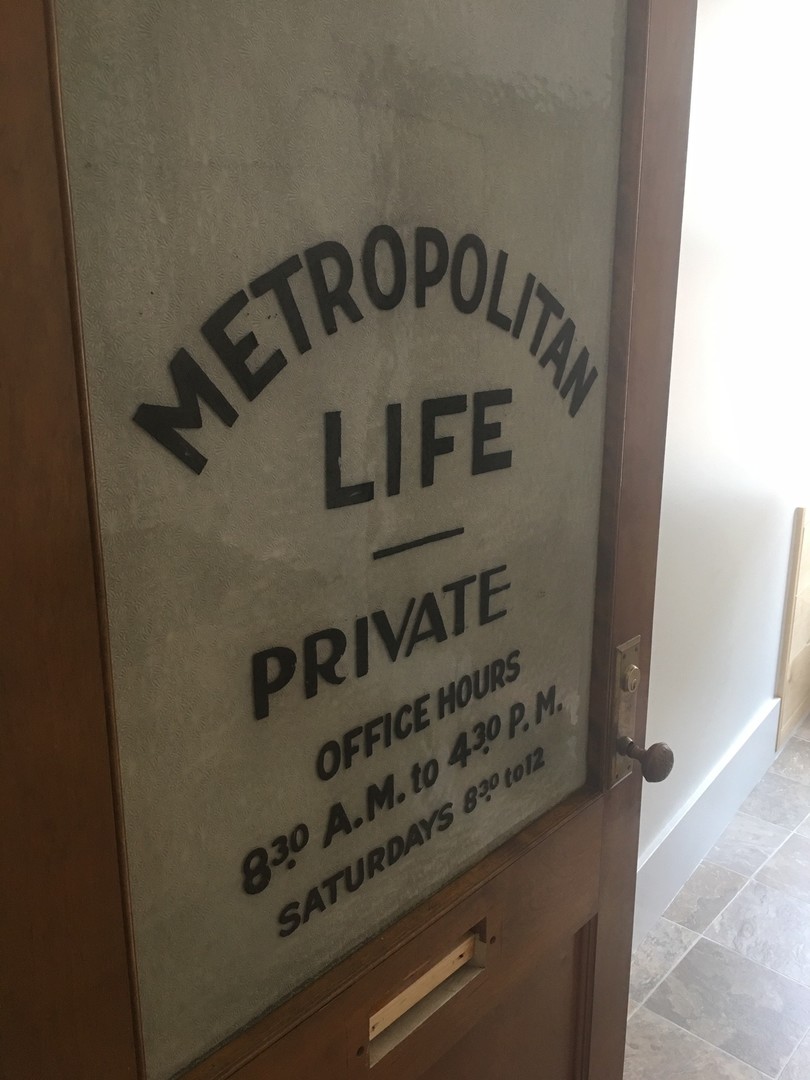 METROPOLITAN
LIFE
PRIVATE
OFFICE HOURS
8³⁰ A.M. to 4³⁰ P.M.
SATURDAYS 8³⁰ to 12